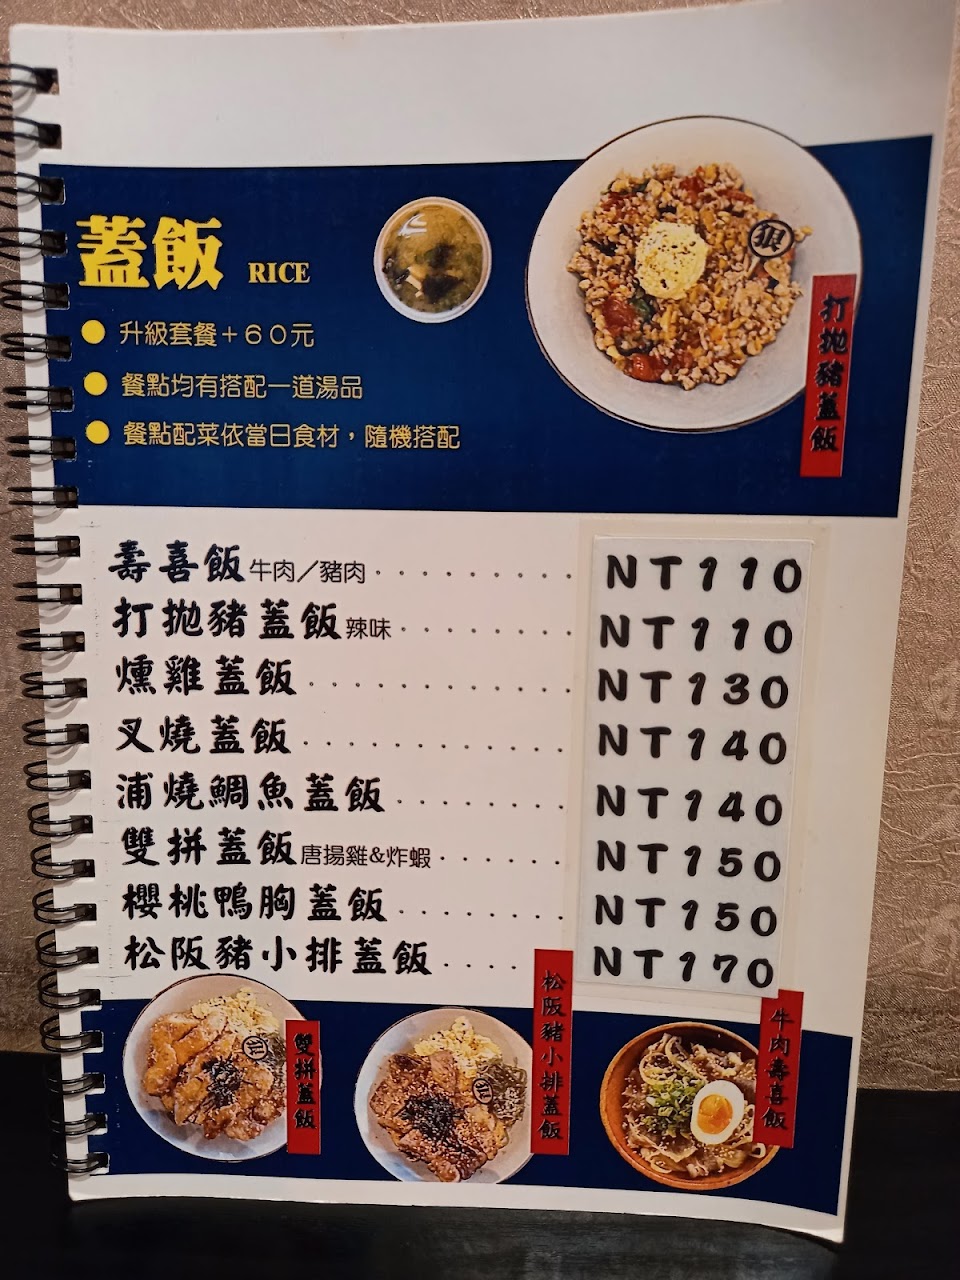 蓋飯 RICE
升級套餐+60元
餐點均有搭配一道湯品
餐點配菜依當日食材，隨機搭配
狠
打拋豬蓋飯
壽喜飯牛肉／豬肉 NT110
打拋豬蓋飯辣味 NT110
燻雞蓋飯 NT130
叉燒蓋飯 NT140
浦燒鯛魚蓋飯 NT140
雙拼蓋飯唐揚雞&炸蝦 NT150
櫻桃鴨胸蓋飯 NT150
松阪豬小排蓋飯 NT170
狠
雙拼蓋飯
狠
松阪豬小排蓋飯
牛肉壽喜飯